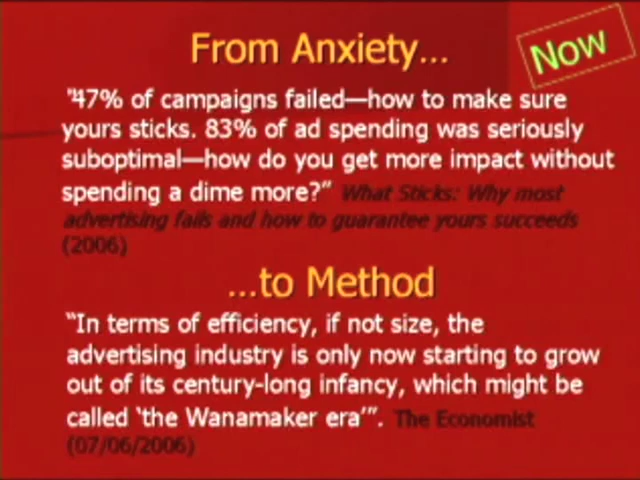 From Anxiety...
Now
"47% of campaigns failed—how to make sure
yours sticks. 83% of ad spending was seriously
suboptimal—how do you get more impact without
spending a dime more?" What Sticks: Why most
advertising fails and how to guarantee yours succeeds
(2006)
...to Method
"In terms of efficiency, if not size, the
advertising industry is only now starting to grow
out of its century-long infancy, which might be
called 'the Wanamaker era'". The Economist
(07/06/2006)